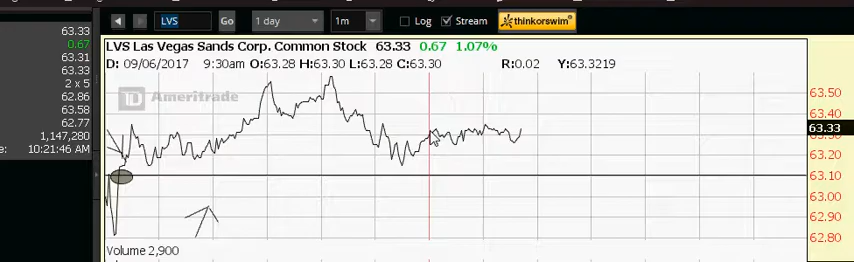 LVS
Go
1 day
1m
Log
Stream
thinkorswim
63.33
0.67
63.31
63.33
2 x 5
62.86
63.58
62.77
1,147,280
e: 10:21:46 AM
LVS Las Vegas Sands Corp. Common Stock 63.33 0.67 1.07%
D: 09/06/2017 9:30am O:63.28 H:63.30 L:63.28 C:63.30 R:0.02 Y:63.3219
TD Ameritrade
63.50
63.40
63.33
63.20
63.10
63.00
62.90
62.80
Volume 2,900